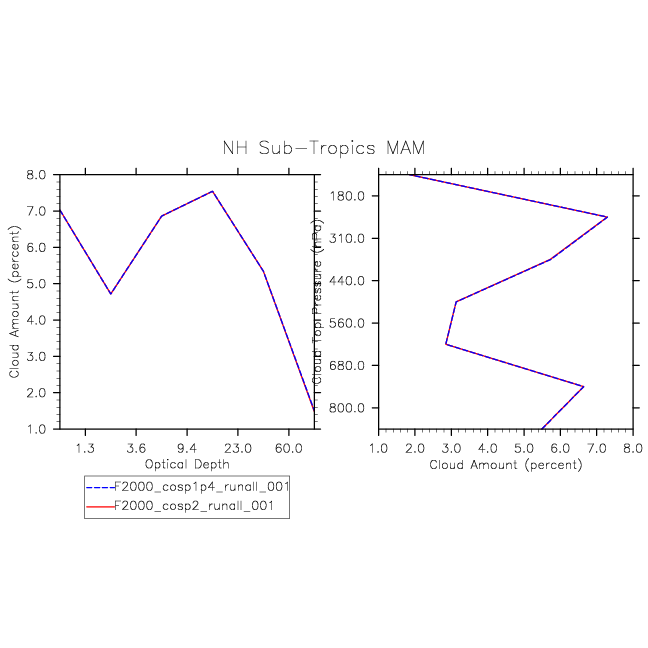 NH Sub-Tropics MAM
8.0
7.0
6.0
5.0
4.0
3.0
2.0
1.0
Cloud Amount (percent)
1.3 3.6 9.4 23.0 60.0
Optical Depth
Cloud Top Pressure (hPa)
180.0
310.0
440.0
560.0
680.0
800.0
1.0 2.0 3.0 4.0 5.0 6.0 7.0 8.0
Cloud Amount (percent)
F2000_cosp1p4_runall_001
F2000_cosp2_runall_001